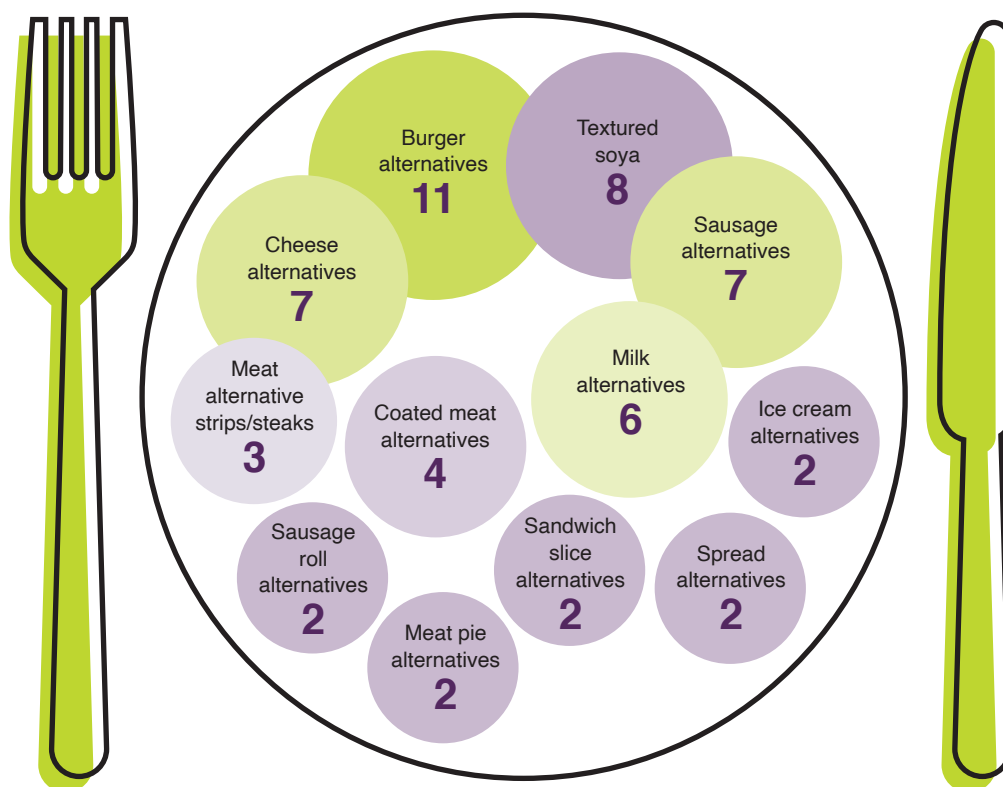 Burger
alternatives
11
Textured
soya
8
Cheese
alternatives
7
Sausage
alternatives
7
Meat
alternative
strips/steaks
3
Coated meat
alternatives
4
Milk
alternatives
6
Ice cream
alternatives
2
Sausage
roll
alternatives
2
Meat pie
alternatives
2
Sandwich
slice
alternatives
2
Spread
alternatives
2